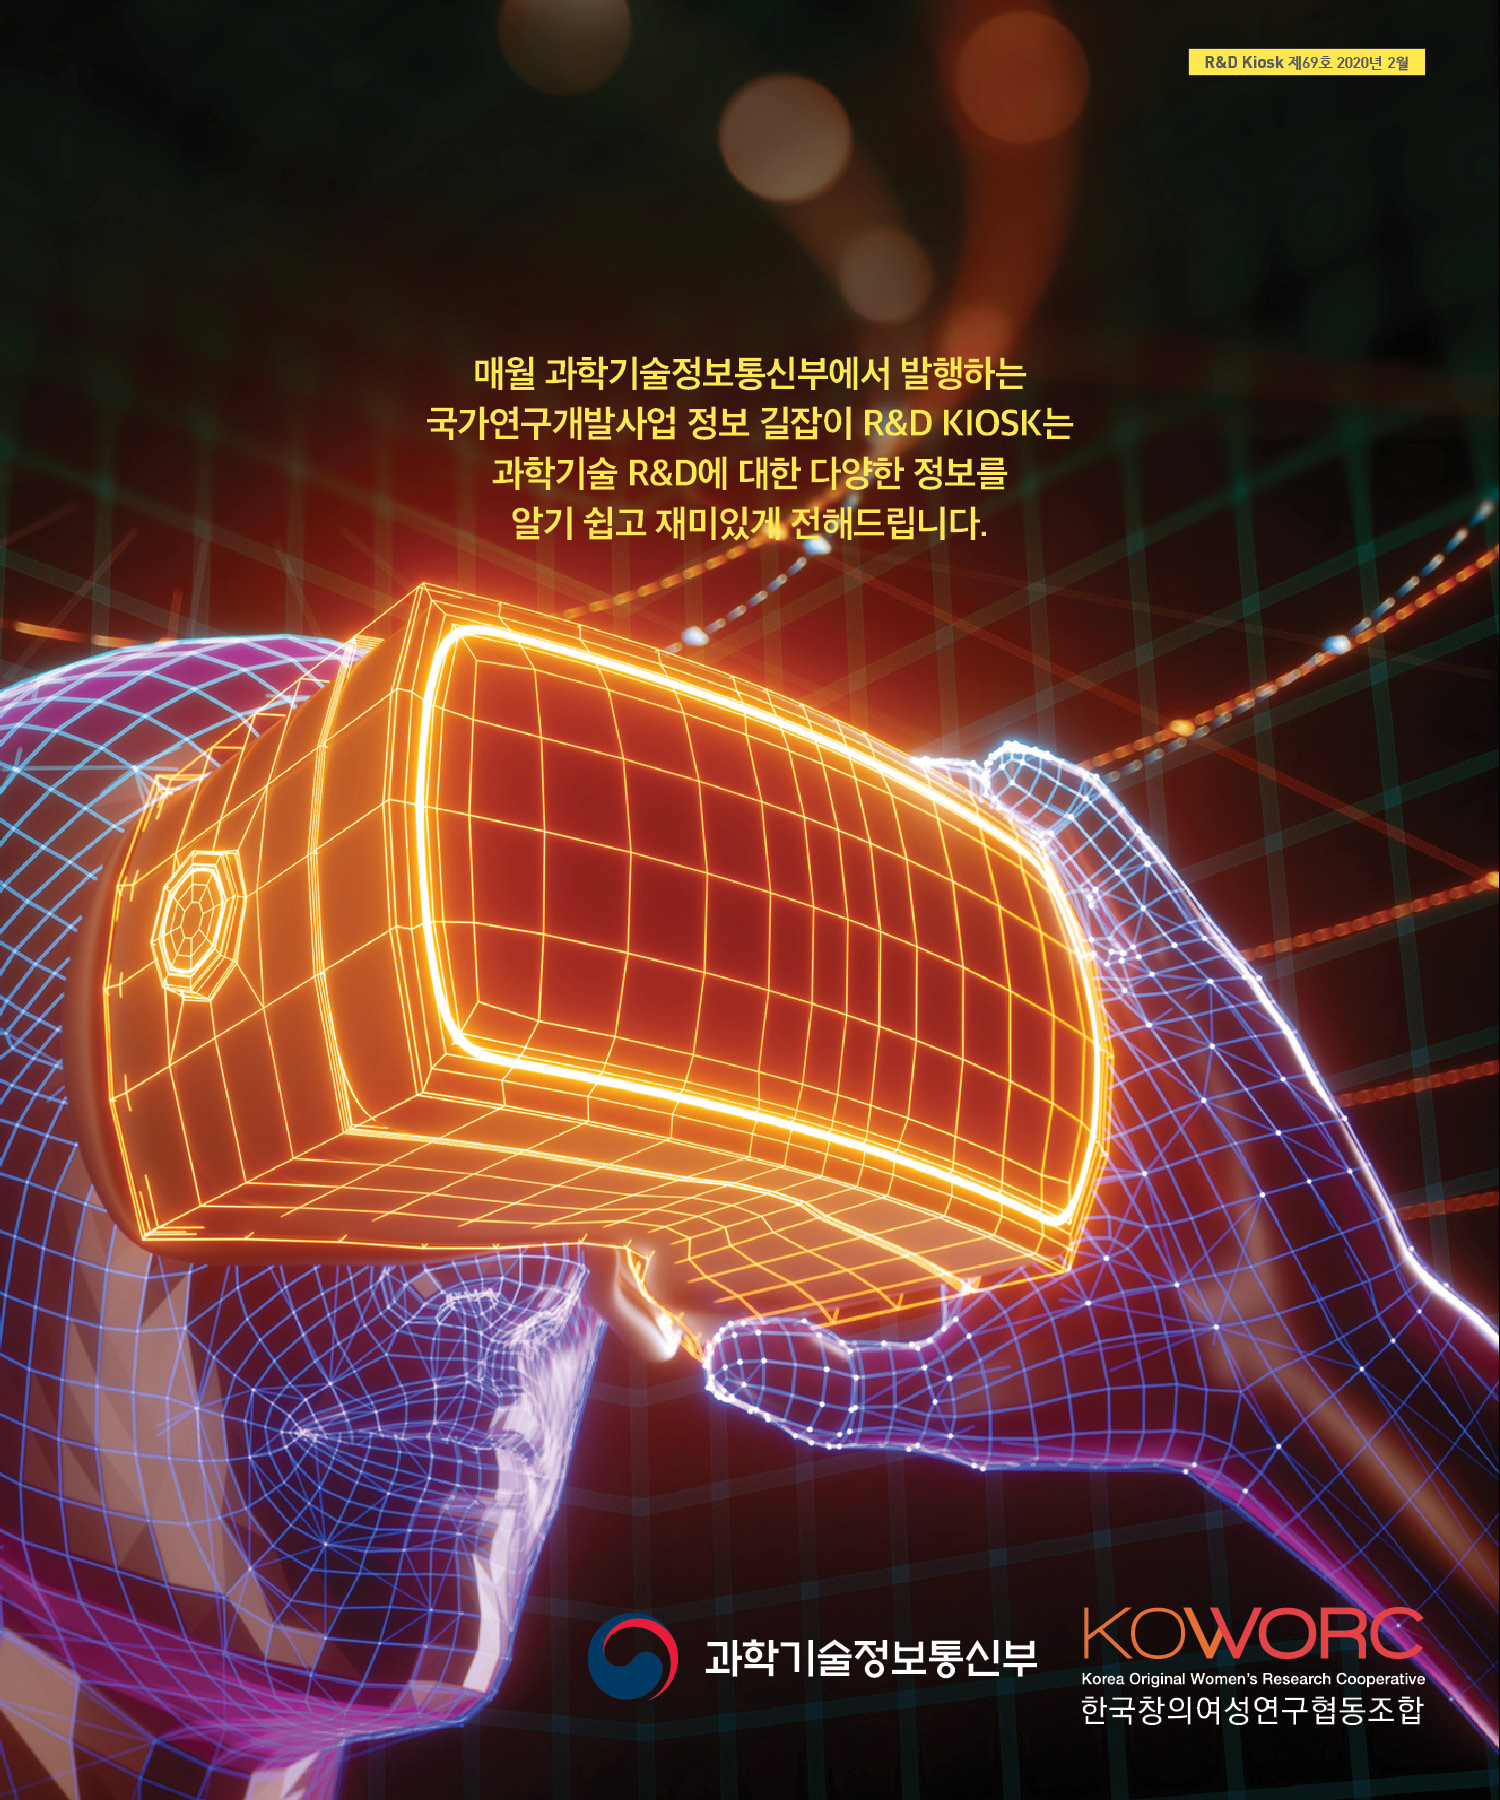 R&D Kiosk 제69호 2020년 2월
매월 과학기술정보통신부에서 발행하는
국가연구개발사업 정보 길잡이 R&D KIOSK는
과학기술 R&D에 대한 다양한 정보를
알기 쉽고 재미있게 전해드립니다.
과학기술정보통신부
KOWORC
Korea Original Women's Research Cooperative
한국창의여성연구협동조합